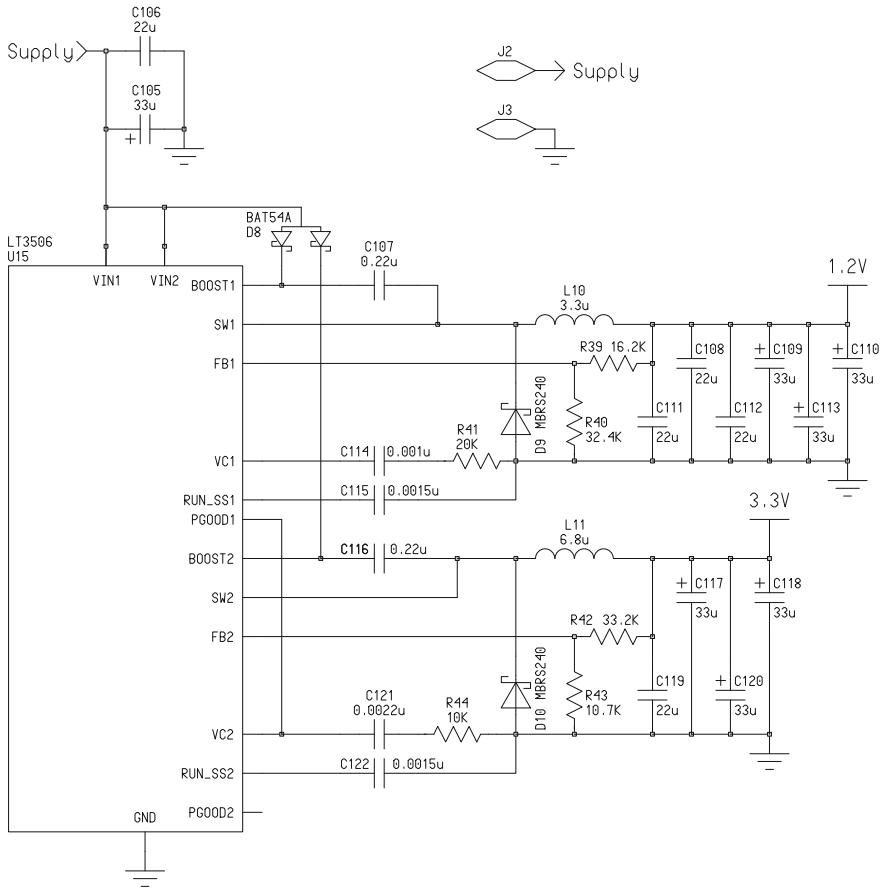 C106
22u
Supply
C105
33u
+
J2
Supply
J3
BAT54A
D8
LT3506
U15
VIN1
VIN2
BOOST1
C107
0.22u
SW1
L10
3.3u
1.2V
FB1
R39 16.2K
C108
22u
+ C109
33u
+ C110
33u
D9 MBRS240
R40
32.4K
C111
22u
C112
22u
+ C113
33u
R41
20K
VC1
C114 0.001u
RUN_SS1
C115 0.0015u
PGOOD1
BOOST2
C116 0.22u
L11
6.8u
3.3V
SW2
+ C117
33u
+ C118
33u
FB2
R42 33.2K
D10 MBRS240
R43
10.7K
C119
22u
+ C120
33u
C121
0.0022u
R44
10K
VC2
RUN_SS2
C122 0.0015u
PGOOD2
GND